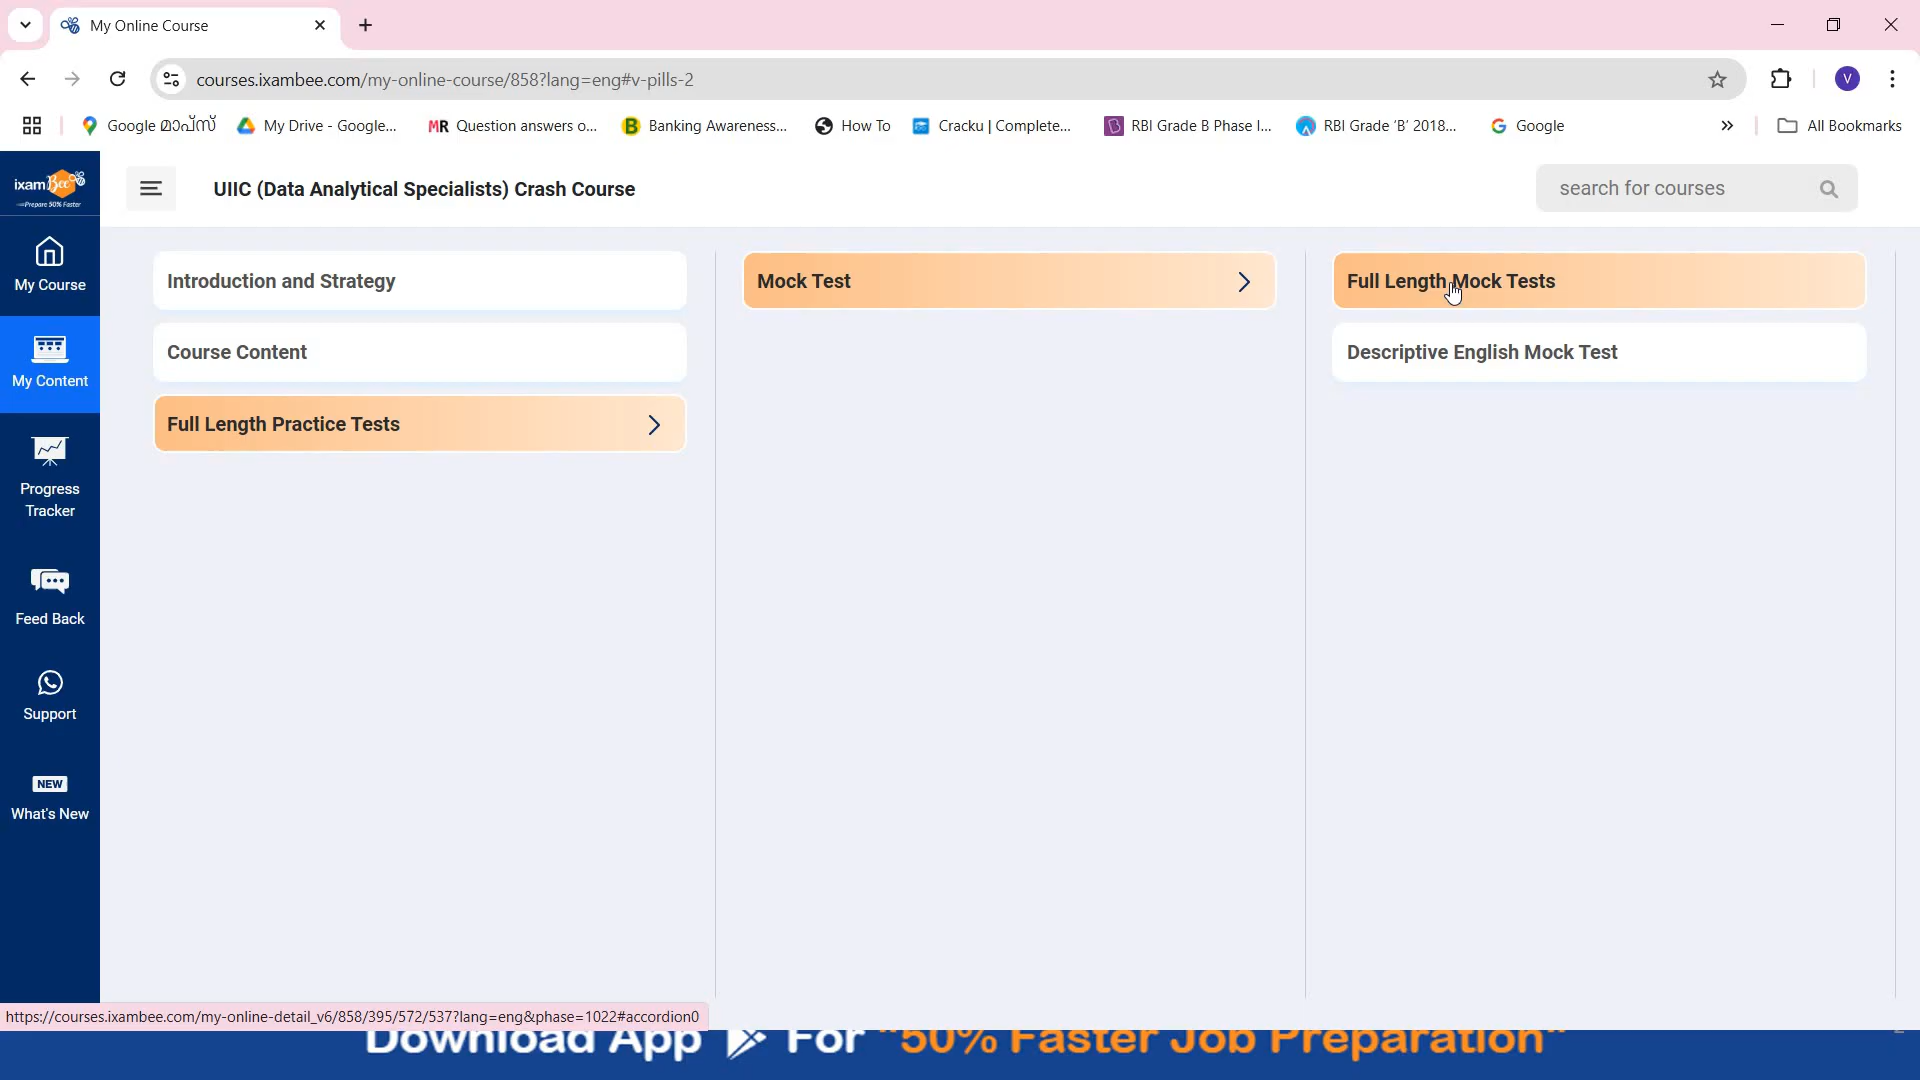 My Online Course
courses.ixambee.com/my-online-course/858?lang=eng#v-pills-2
V
Google മാപ്സ്
My Drive - Google...
MR Question answers o...
Banking Awareness...
How To
Cracku | Complete...
RBI Grade B Phase I...
RBI Grade ‘B’ 2018...
Google
All Bookmarks
ixamBee
Prepare 50% Faster
UIIC (Data Analytical Specialists) Crash Course
search for courses
My Course
My Content
Progress
Tracker
Feed Back
Support
NEW
What's New
Introduction and Strategy
Course Content
Full Length Practice Tests
Mock Test
Full Length Mock Tests
Descriptive English Mock Test
https://courses.ixambee.com/my-online-detail_v6/858/395/572/537?lang=eng&phase=1022#accordion0
Download App For "50% Faster Job Preparation"